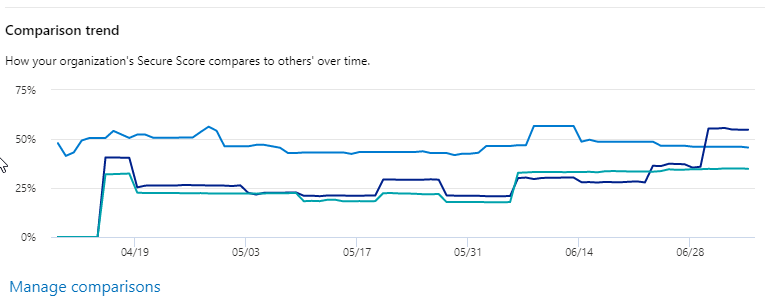 Comparison trend
How your organization's Secure Score compares to others' over time.
75%
50%
25%
0%
04/19 05/03 05/17 05/31 06/14 06/28
Manage comparisons